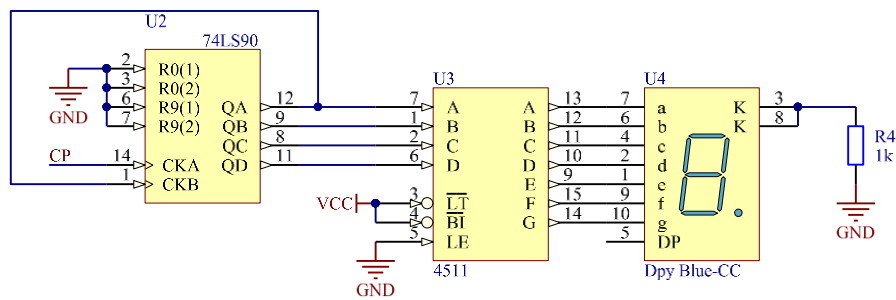 U2
74LS90
2 R0(1)
3 R0(2)
6 R9(1)
7 R9(2)
14 CKA
1 CKB
QA 12
QB 9
QC 8
QD 11
GND
CP
U3
7 A
1 B
2 C
6 D
3 LT
4 BI
5 LE
A 13
B 12
C 11
D 10
E 9
F 15
G 14
4511
VCC
GND
U4
7 a
6 b
4 c
2 d
1 e
9 f
10 g
5 DP
K 3
K 8
Dpy Blue-CC
R4
1k
GND